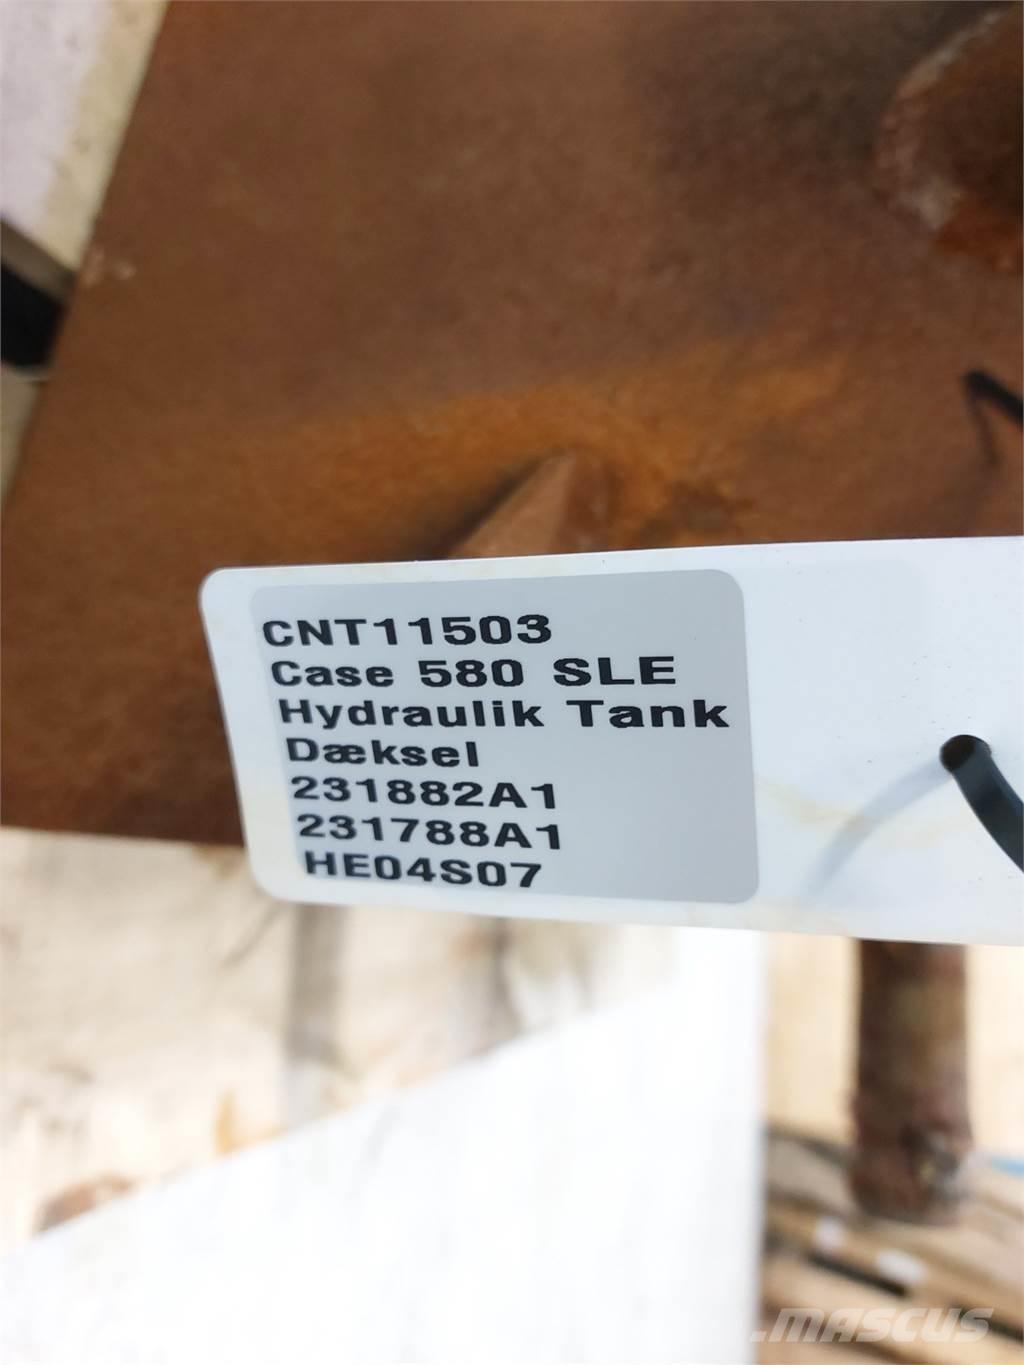 CNT11503
Case 580 SLE
Hydraulik Tank
Dæksel
231882A1
231788A1
HE04S07
.MASCUS